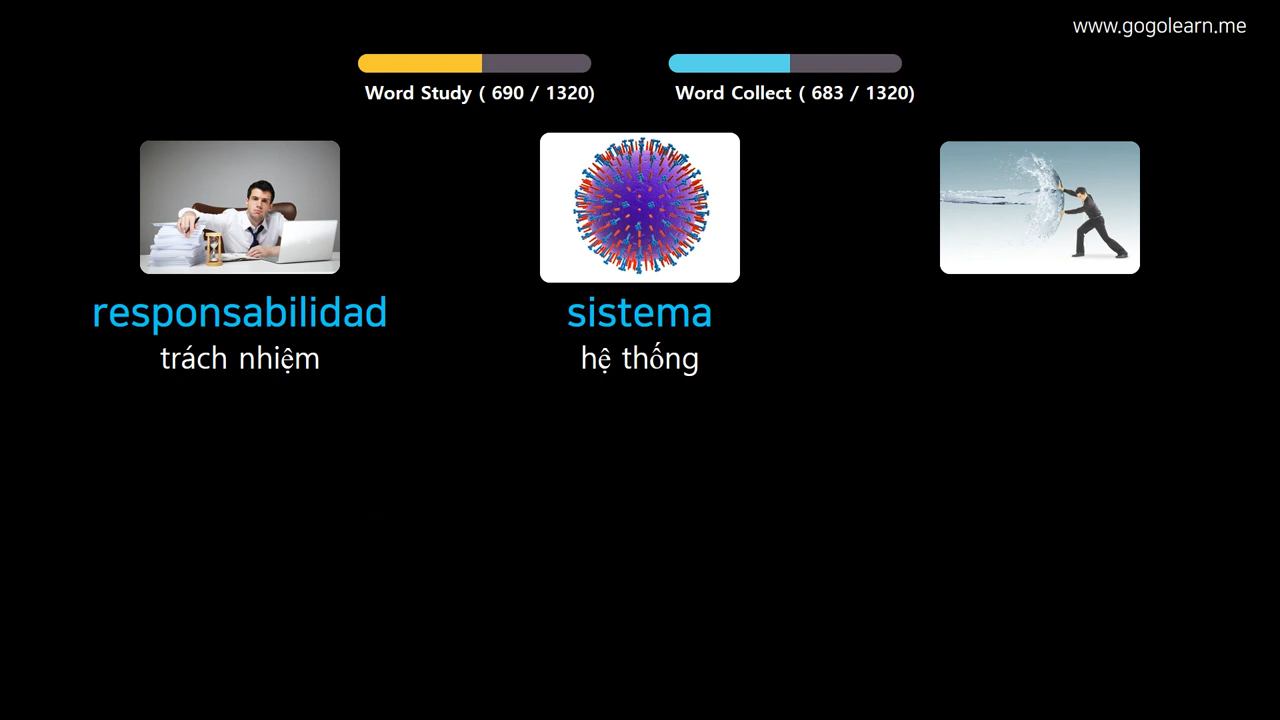 www.gogolearn.me
Word Study ( 690 / 1320)
Word Collect ( 683 / 1320)
responsabilidad
sistema
trách nhiệm
hệ thống